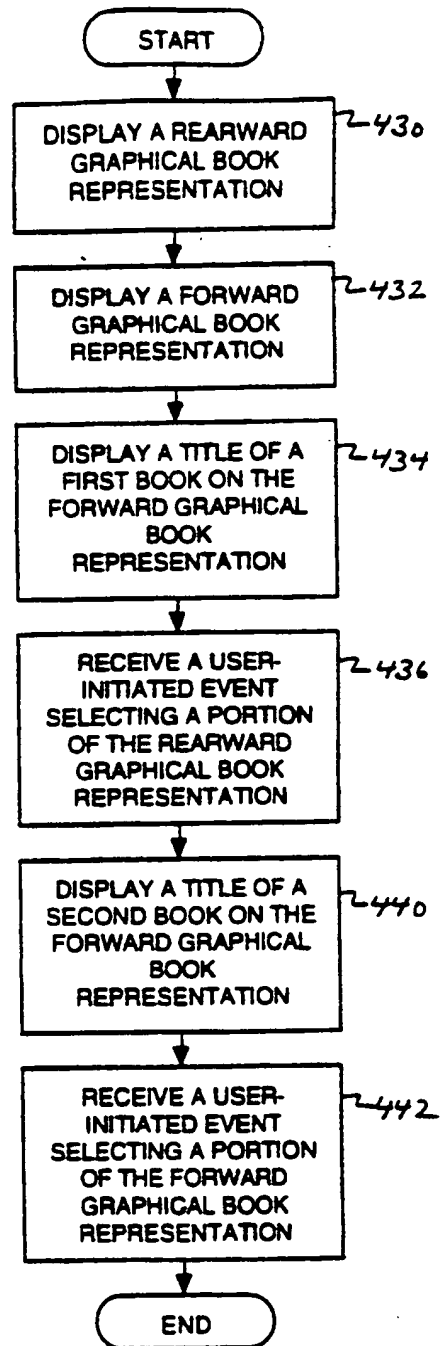 START
DISPLAY A REARWARD
GRAPHICAL BOOK
REPRESENTATION
430
DISPLAY A FORWARD
GRAPHICAL BOOK
REPRESENTATION
432
DISPLAY A TITLE OF A
FIRST BOOK ON THE
FORWARD GRAPHICAL
BOOK
REPRESENTATION
434
RECEIVE A USER-
INITIATED EVENT
SELECTING A PORTION
OF THE REARWARD
GRAPHICAL BOOK
REPRESENTATION
436
DISPLAY A TITLE OF A
SECOND BOOK ON THE
FORWARD GRAPHICAL
BOOK
REPRESENTATION
440
RECEIVE A USER-
INITIATED EVENT
SELECTING A PORTION
OF THE FORWARD
GRAPHICAL BOOK
REPRESENTATION
442
END